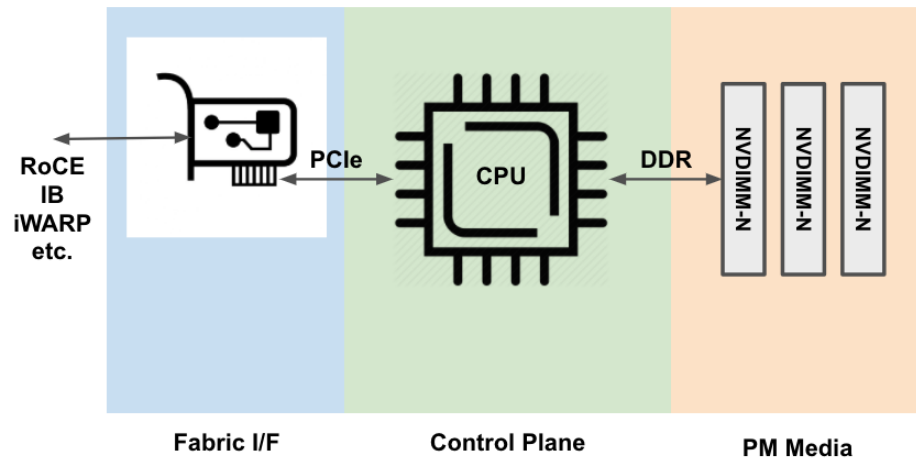 RoCE
IB
iWARP
etc.
PCIe
CPU
DDR
NVDIMM-N
NVDIMM-N
NVDIMM-N
Fabric I/F
Control Plane
PM Media